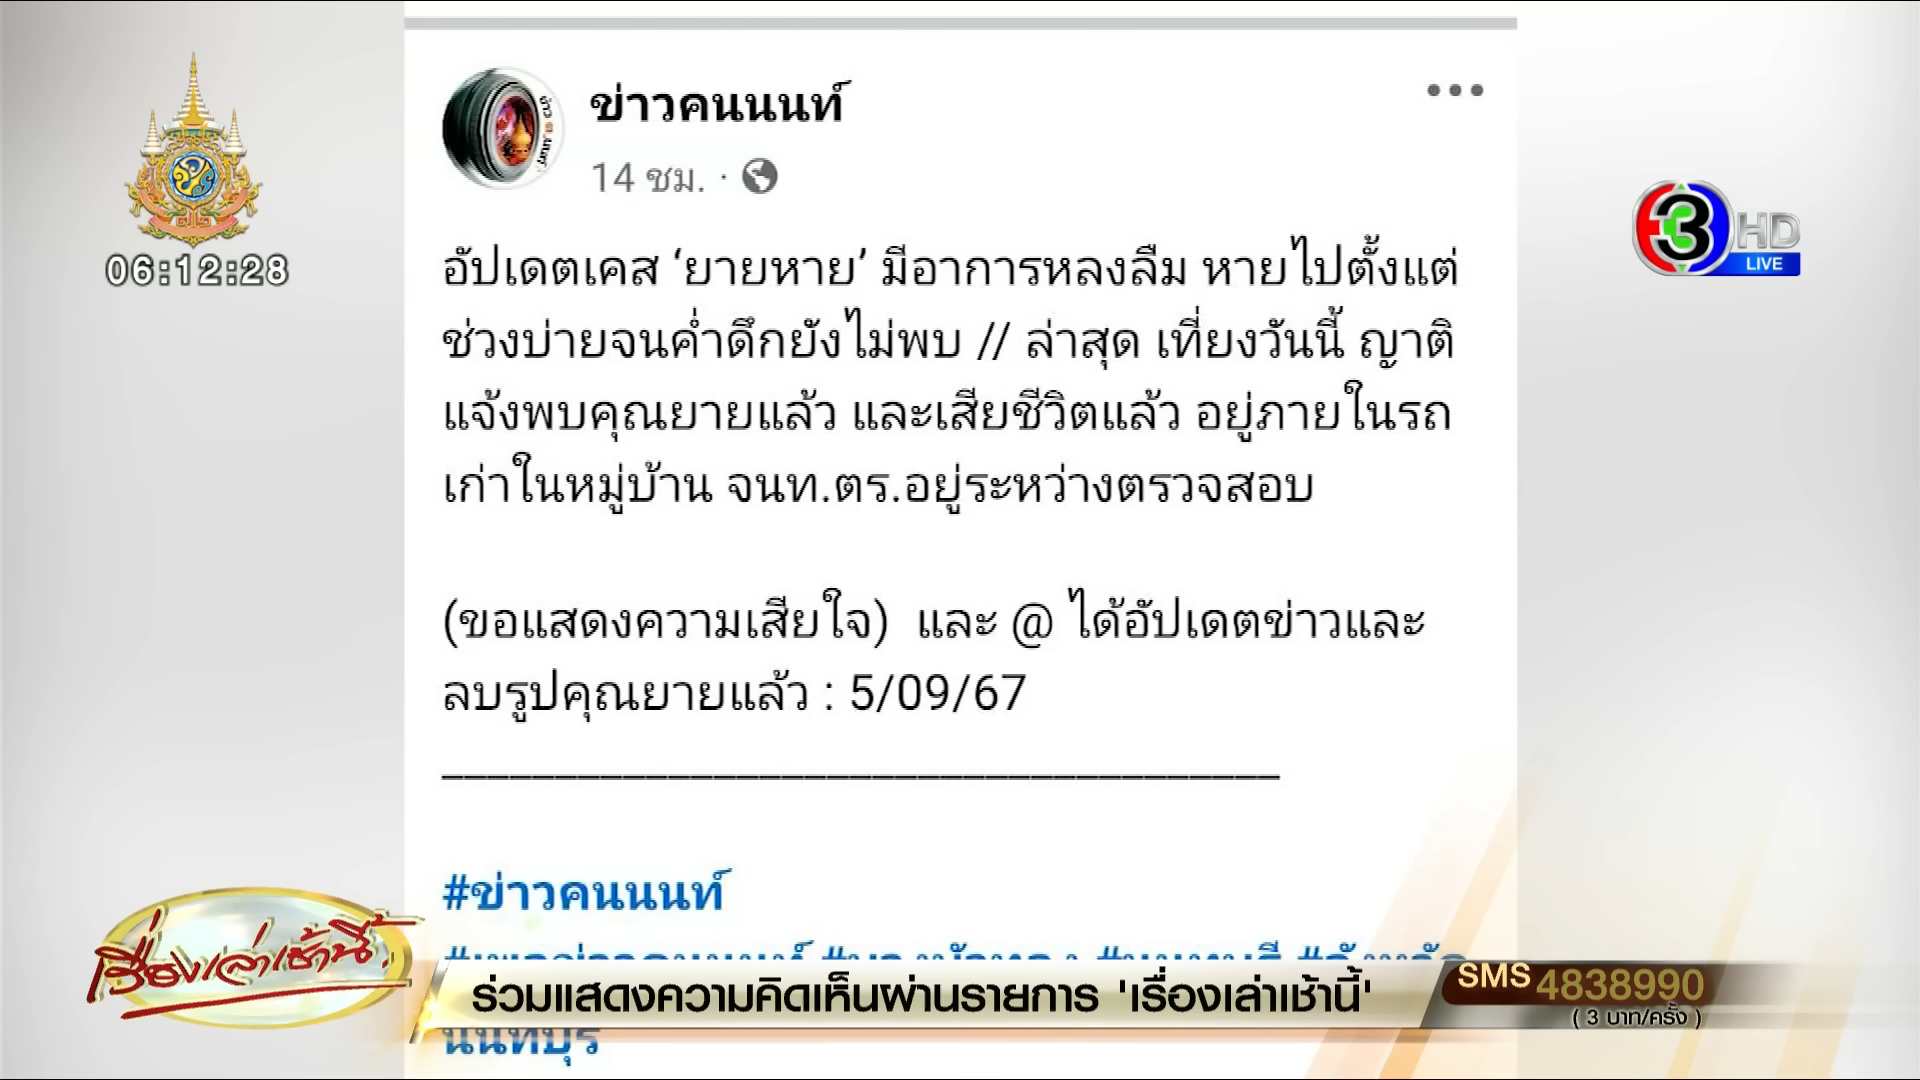 ข่าวคนนนท์
14 ชม. ·
อัปเดตเคส ‘ยายหาย’ มีอาการหลงลืม หายไปตั้งแต่
ช่วงบ่ายจนค่ำดึกยังไม่พบ // ล่าสุด เที่ยงวันนี้ ญาติ
แจ้งพบคุณยายแล้ว และเสียชีวิตแล้ว อยู่ภายในรถ
เก่าในหมู่บ้าน จนท.ตร.อยู่ระหว่างตรวจสอบ
(ขอแสดงความเสียใจ) และ @ ได้อัปเดตข่าวและ
ลบรูปคุณยายแล้ว : 5/09/67
#ข่าวคนนนท์
06:12:28
3 HD
LIVE
เรื่องเล่าเช้านี้
ร่วมแสดงความคิดเห็นผ่านรายการ 'เรื่องเล่าเช้านี้'
SMS 4838990
( 3 บาท/ครั้ง )